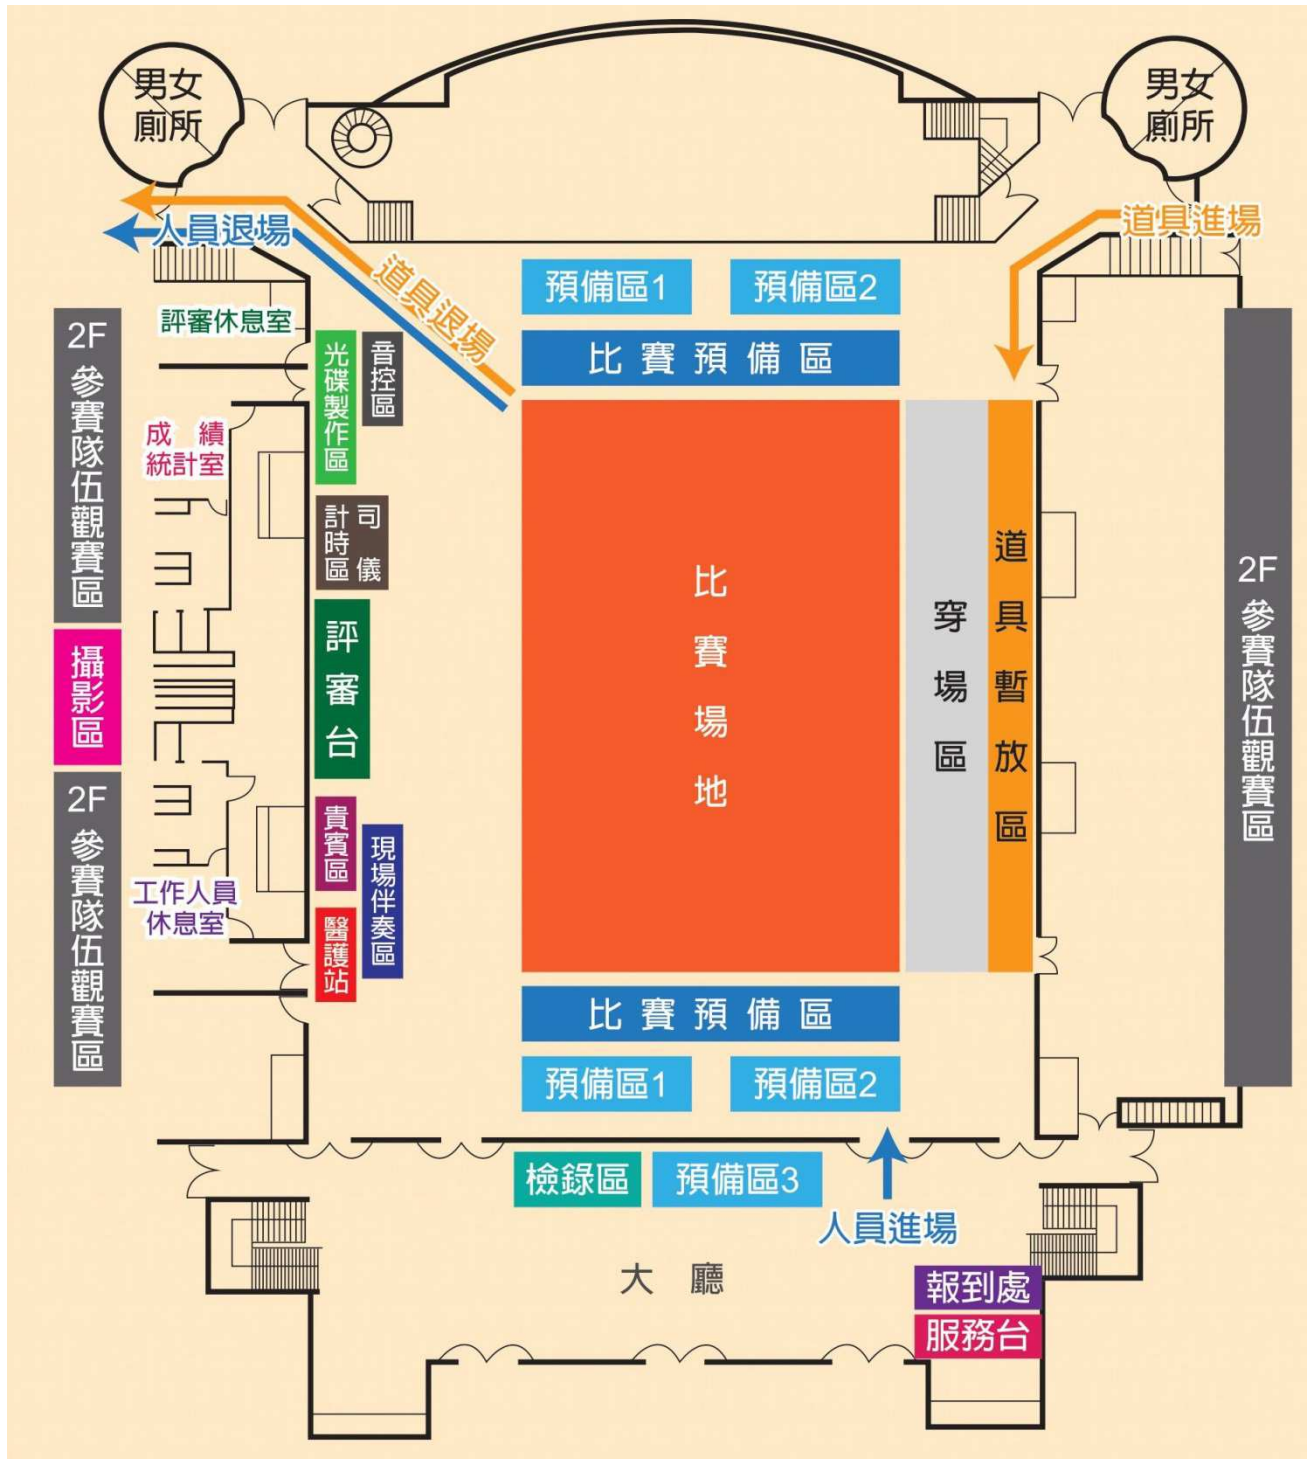 男女
廁所
男女
廁所
人員退場
道具退場
道具進場
預備區1
預備區2
比賽預備區
評審休息室
2F
參賽隊伍觀賽區
光碟製作區
音控區
成績
統計室
計時區
司儀
比賽場地
穿場區
道具暫放區
2F
參賽隊伍觀賽區
評審台
攝影區
2F
參賽隊伍觀賽區
貴賓區
現場伴奏區
工作人員
休息室
醫護站
比賽預備區
預備區1
預備區2
檢錄區
預備區3
人員進場
大廳
報到處
服務台